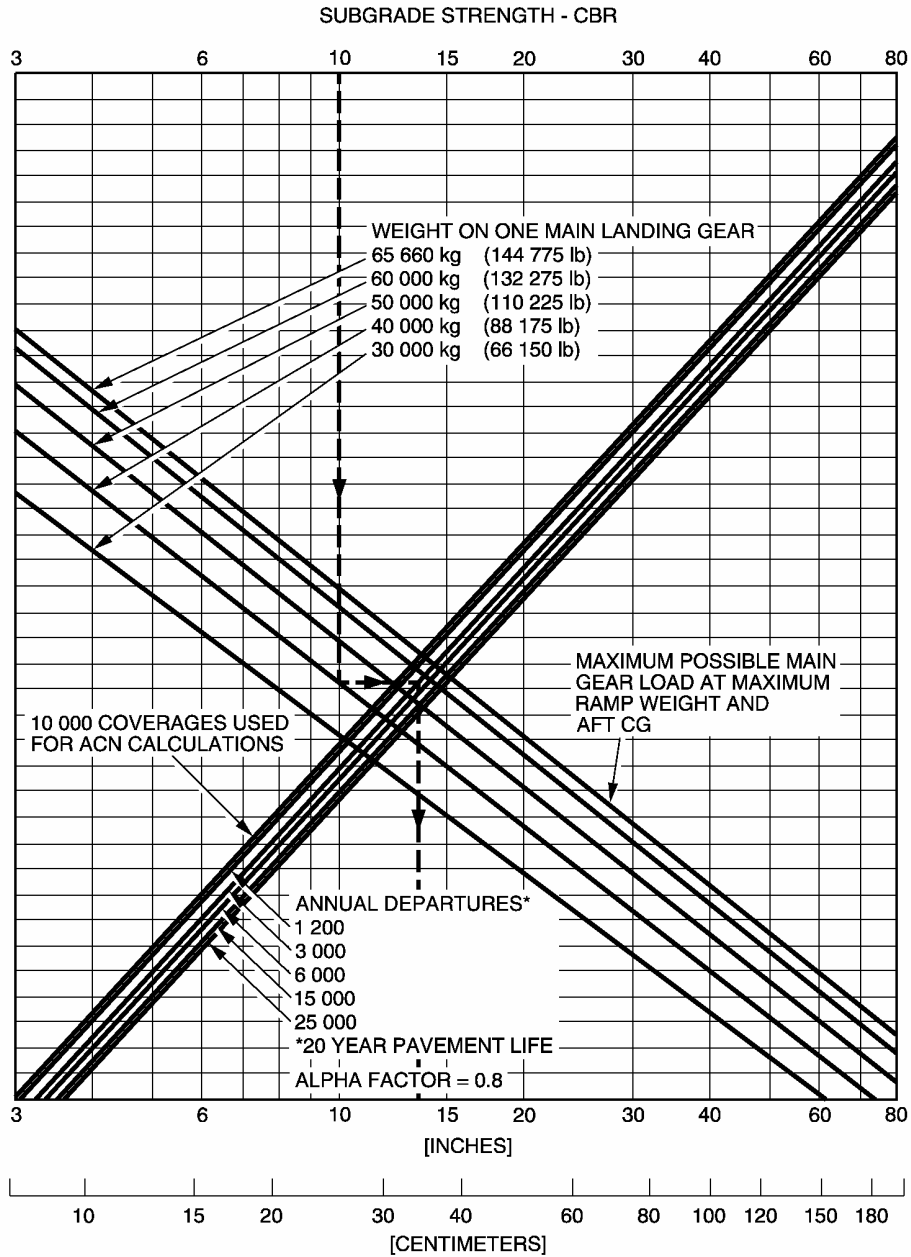 SUBGRADE STRENGTH - CBR
3 6 10 15 20 30 40 60 80
WEIGHT ON ONE MAIN LANDING GEAR
65 660 kg (144 775 lb)
60 000 kg (132 275 lb)
50 000 kg (110 225 lb)
40 000 kg (88 175 lb)
30 000 kg (66 150 lb)
MAXIMUM POSSIBLE MAIN
GEAR LOAD AT MAXIMUM
RAMP WEIGHT AND
AFT CG
10 000 COVERAGES USED
FOR ACN CALCULATIONS
ANNUAL DEPARTURES*
1 200
3 000
6 000
15 000
25 000
*20 YEAR PAVEMENT LIFE
ALPHA FACTOR = 0.8
3 6 10 15 20 30 40 60 80
[INCHES]
10 15 20 30 40 60 80 100 120 150 180
[CENTIMETERS]